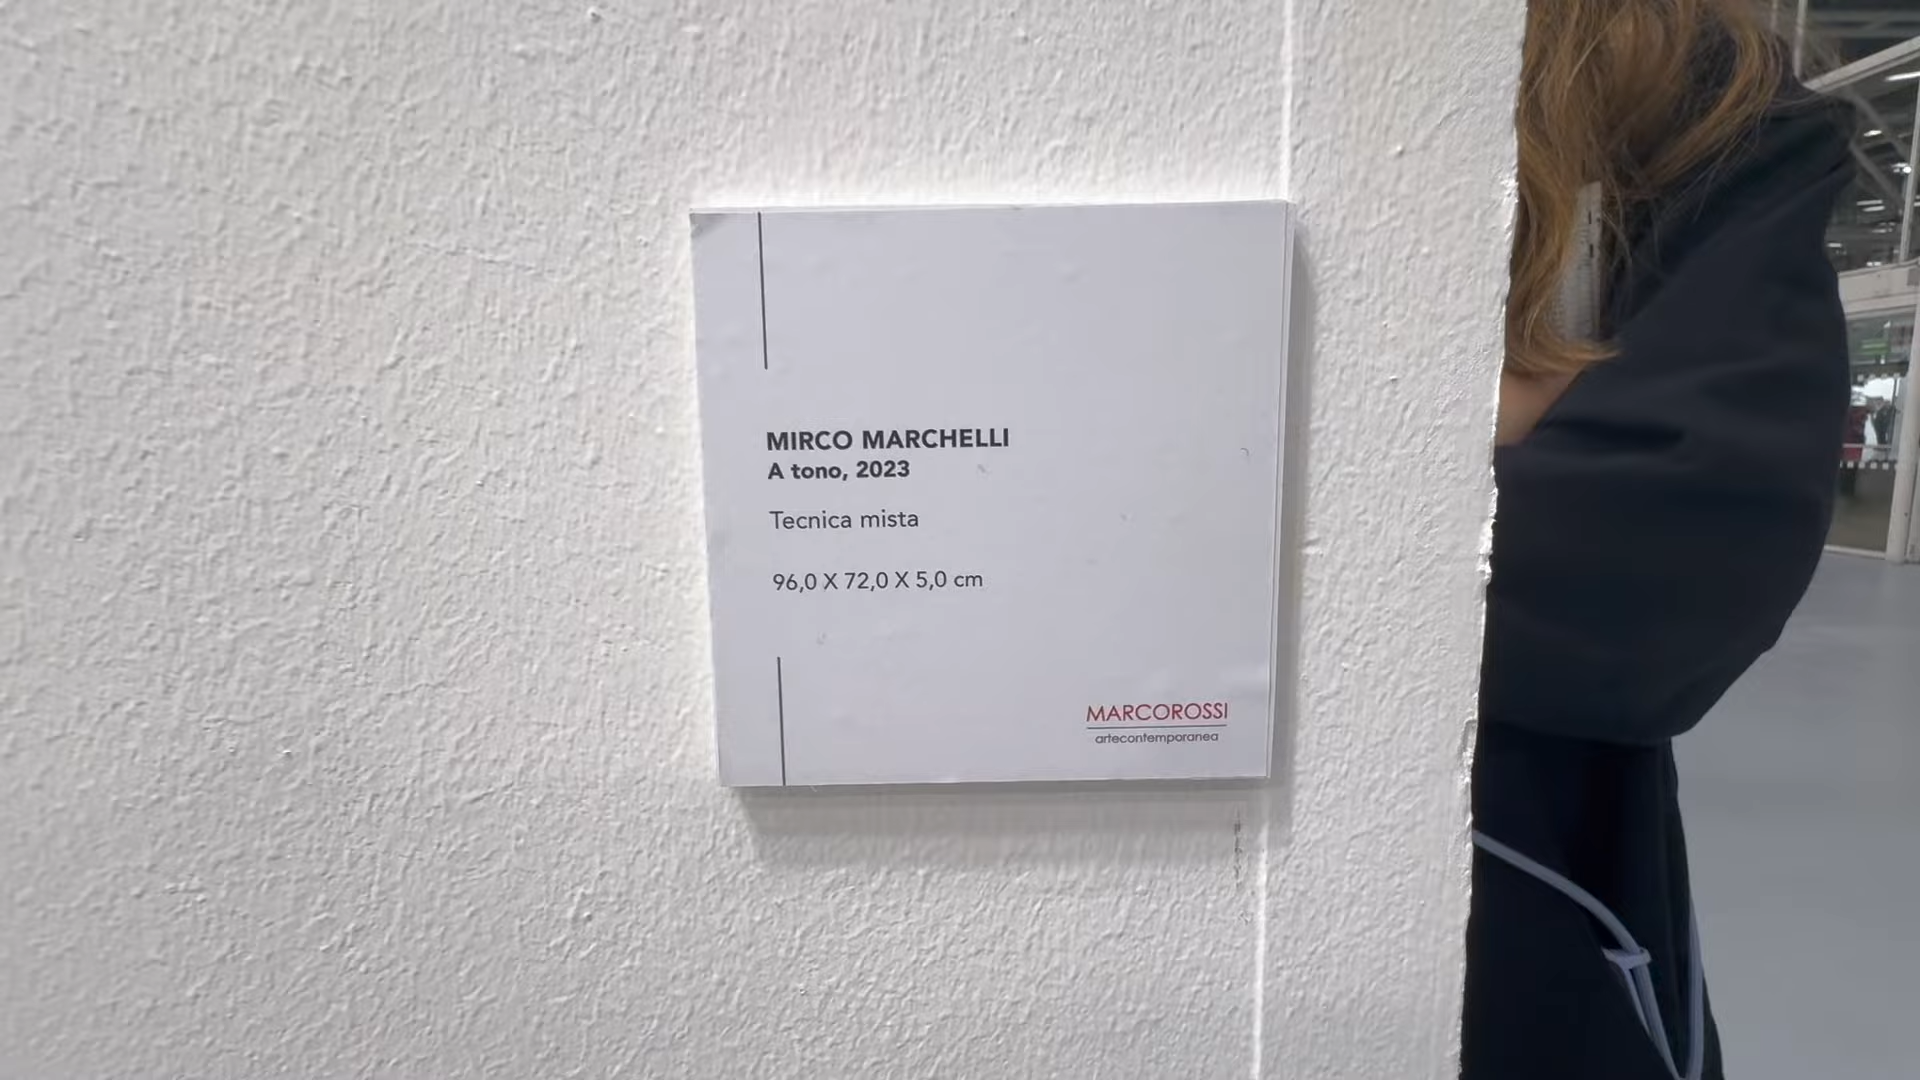 MIRCO MARCHELLI
A tono, 2023
Tecnica mista
96,0 X 72,0 X 5,0 cm
MARCOROSSI
artecontemporanea